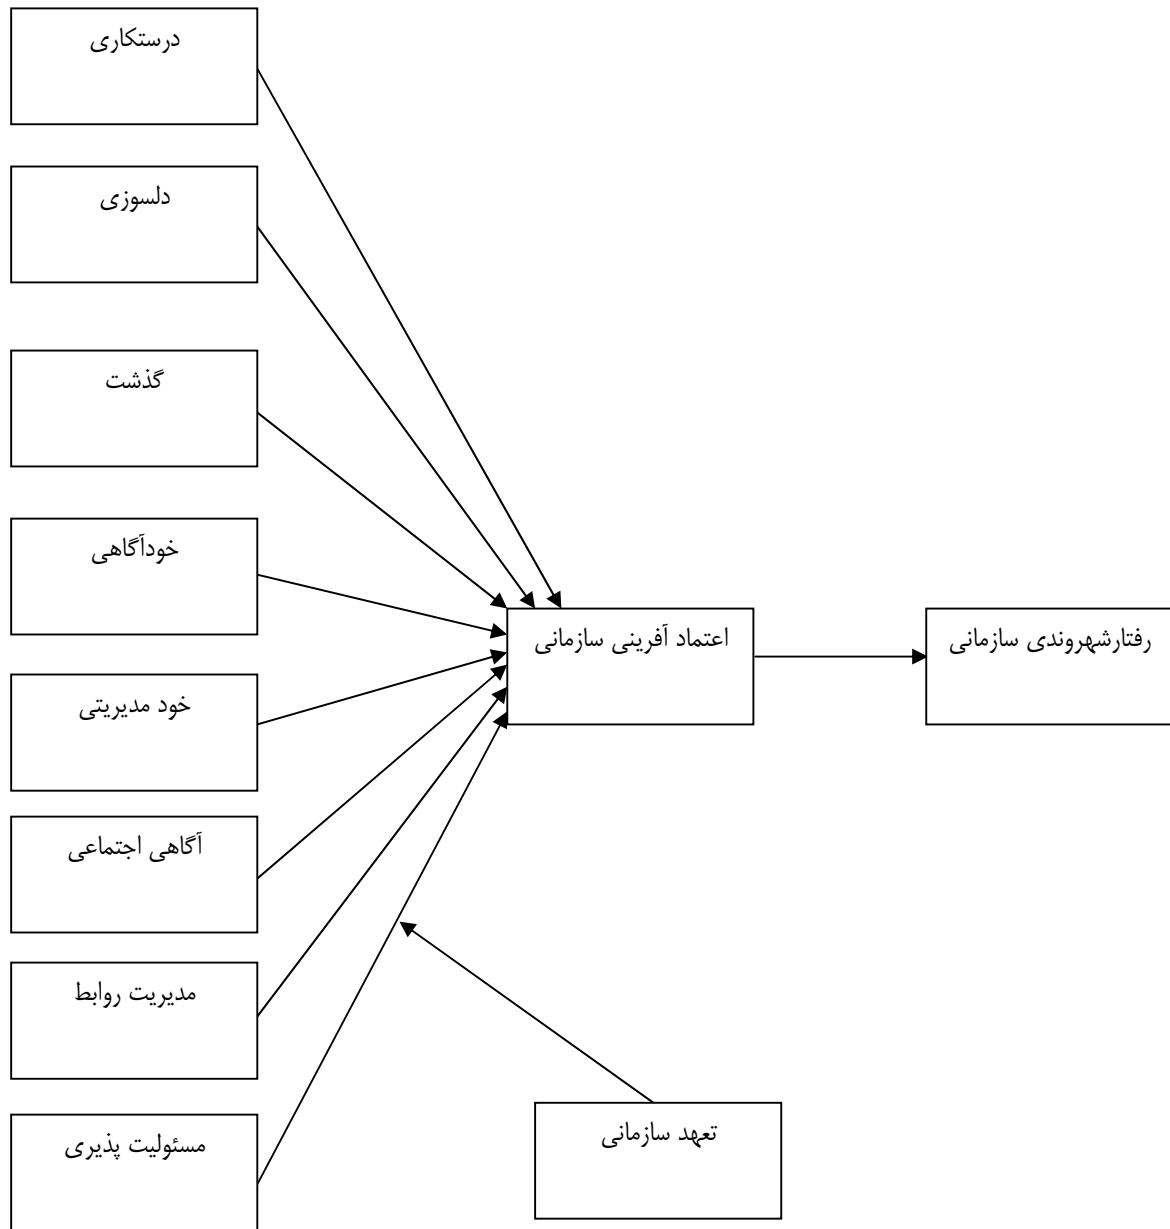 درستکاری
دلسوزی
گذشت
خودآگاهی
خود مدیریتی
آگاهی اجتماعی
مدیریت روابط
مسئولیت پذیری
اعتماد آفرینی سازمانی
رفتارشهروندی سازمانی
تعهد سازمانی